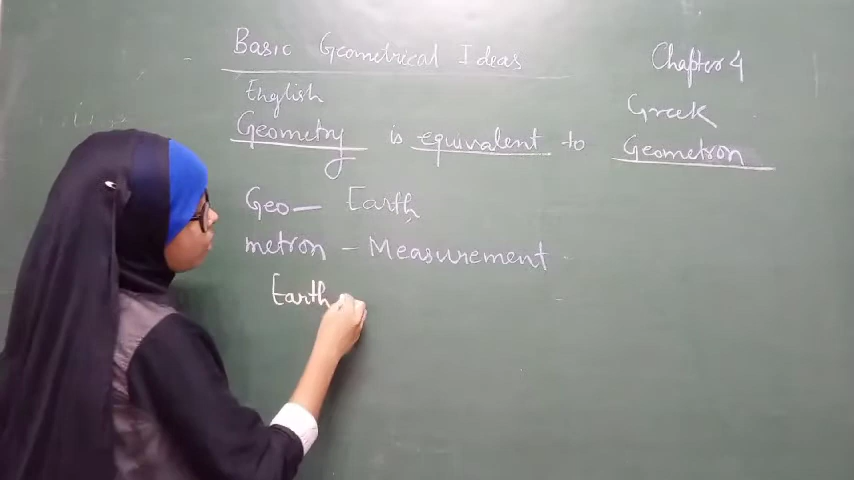 Basic Geometrical Ideas
Chapter 4
English
Greek
Geometry is equivalent to Geometron
Geo — Earth
metron — Measurement
Earth